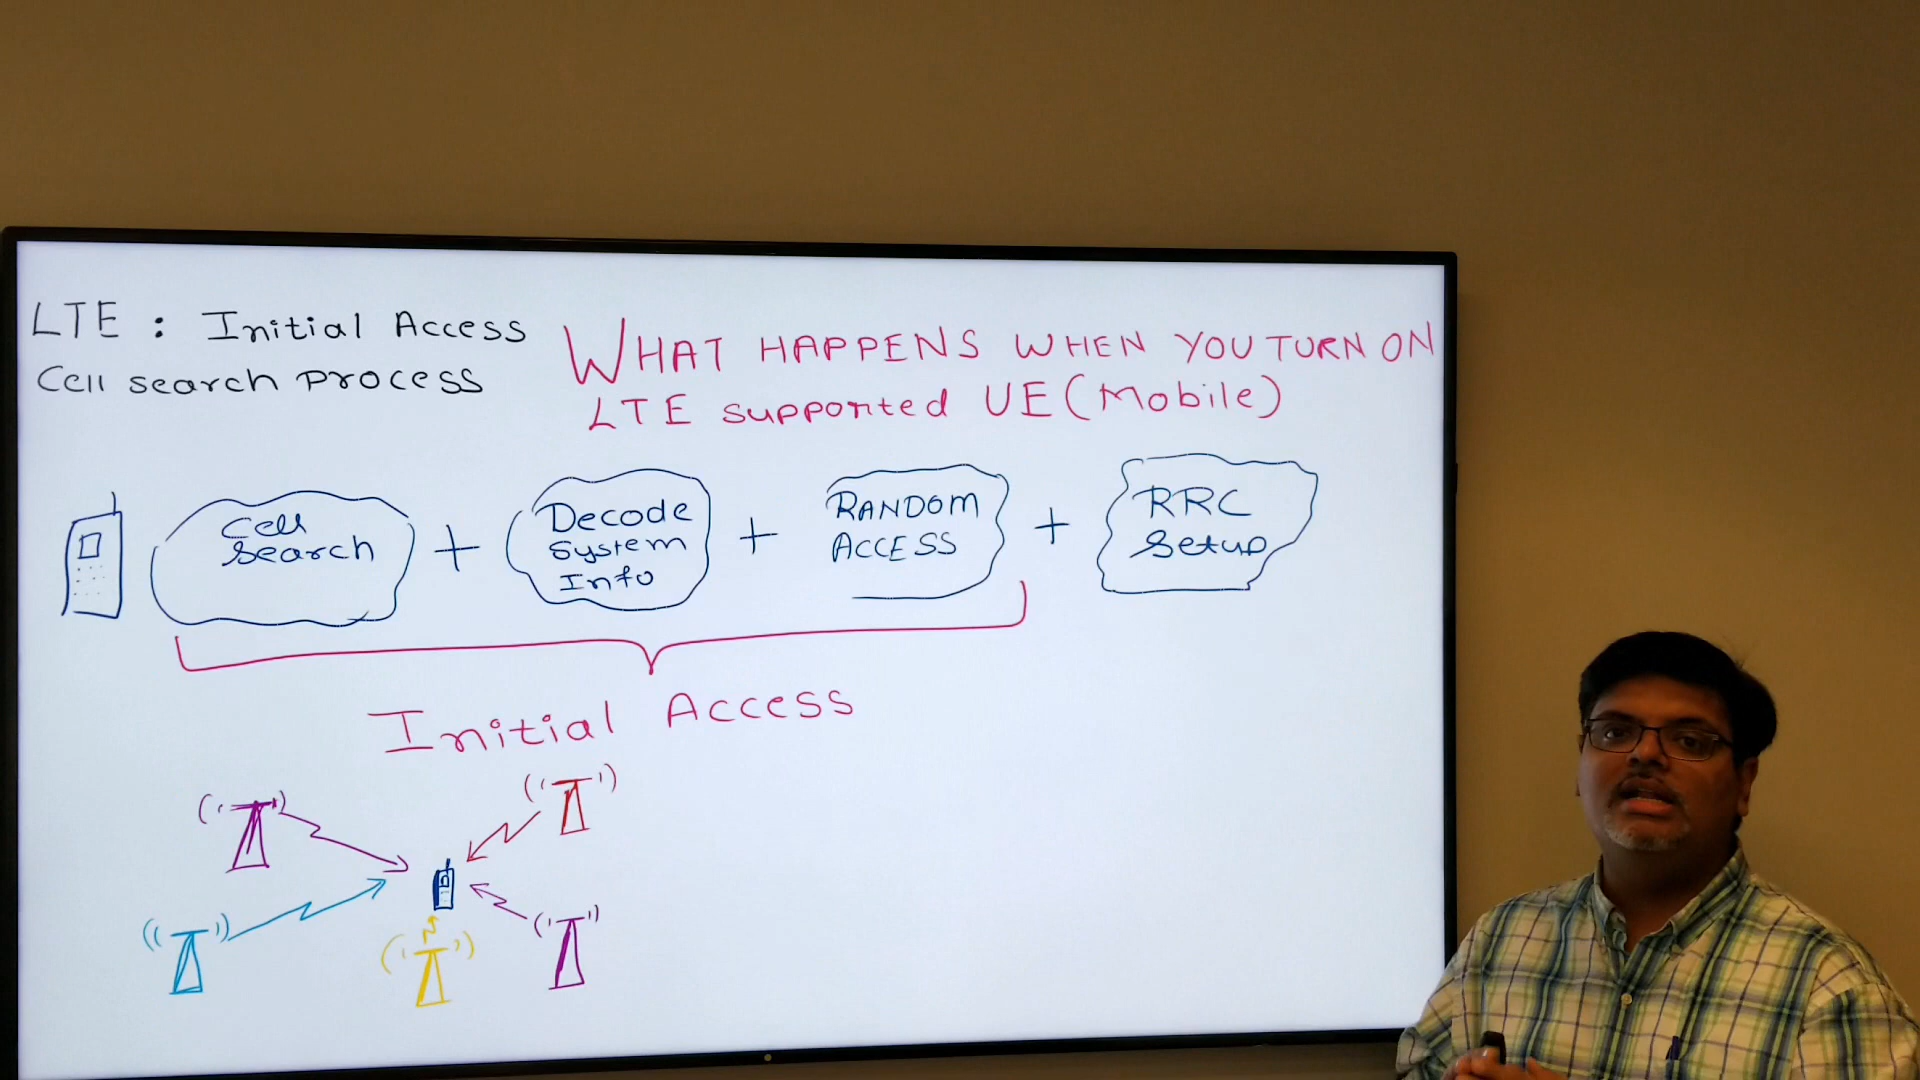 LTE : Initial Access
Cell search process
WHAT HAPPENS WHEN YOU TURN ON
LTE supported UE (Mobile)
Cell
Search
+
Decode
System
Info
+
RANDOM
ACCESS
+
RRC
Setup
Initial Access